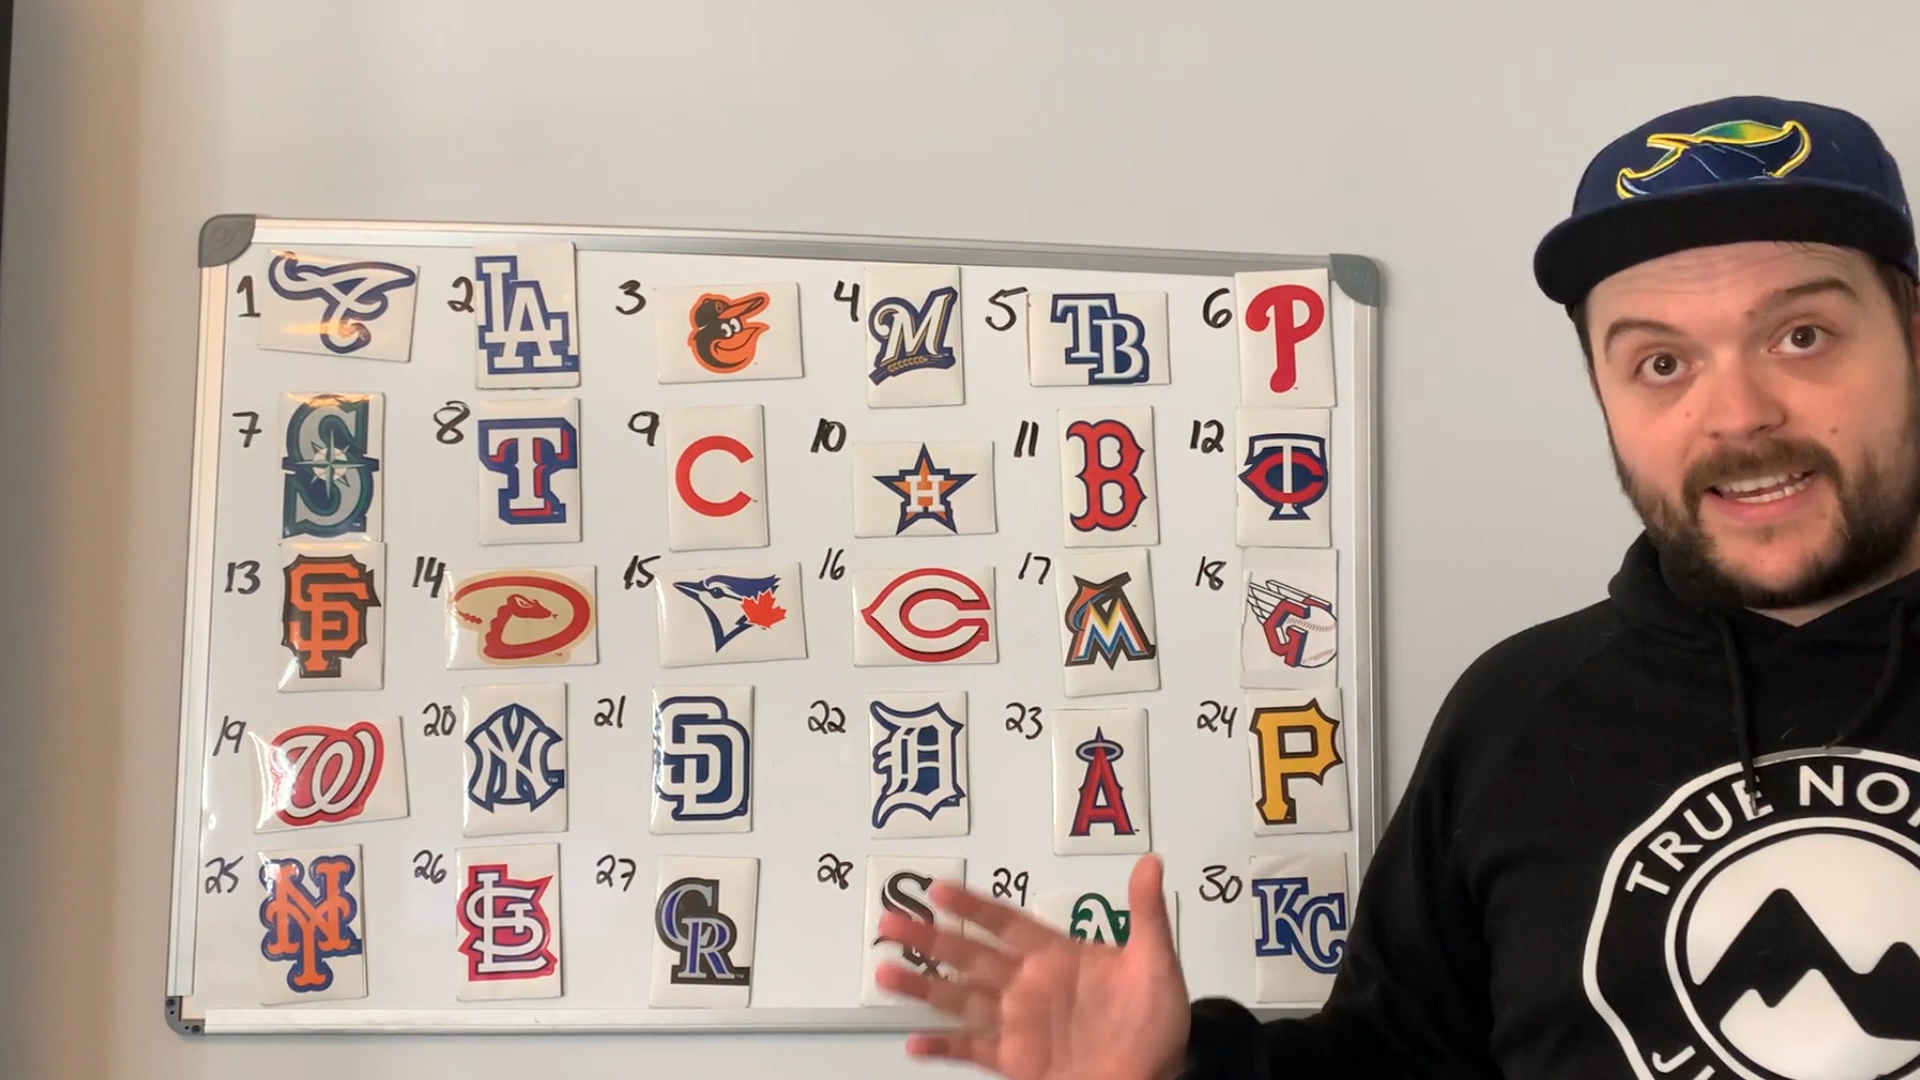 1 A 2 LA 3 4 M 5 TB 6 P
7 S 8 T 9 C 10 H 11 B 12 TC
13 SF 14 D 15 16 C 17 M 18 G
19 W 20 NY 21 SD 22 D 23 A 24 P
25 NY 26 STL 27 CR 28 Sox 29 A's 30 KC
TRUE NO
JI